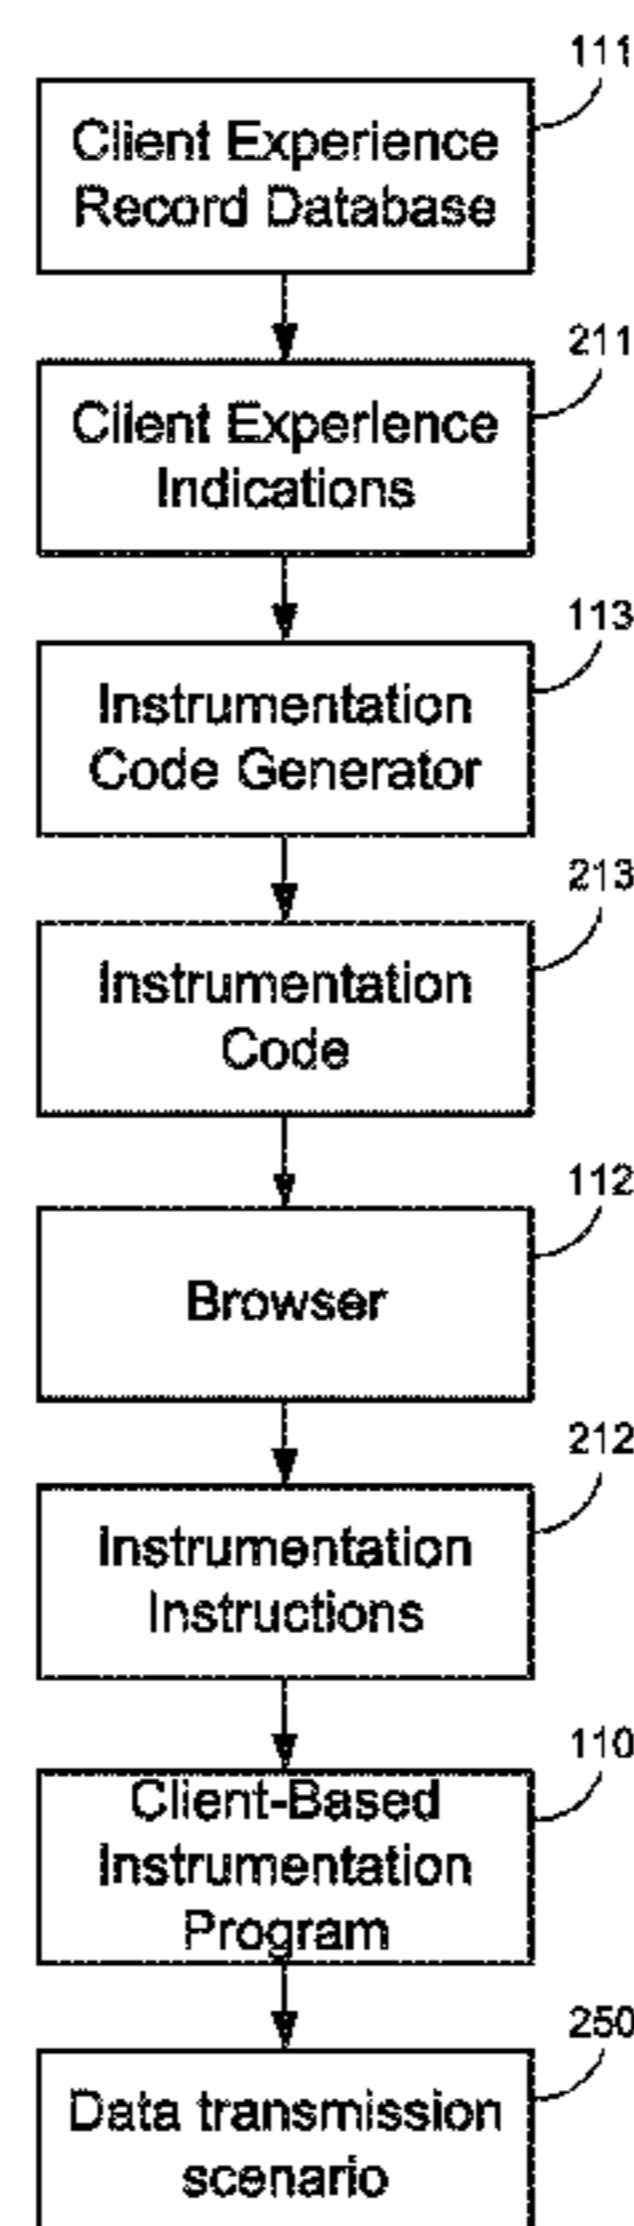 111
Client Experience
Record Database
211
Client Experience
Indications
113
Instrumentation
Code Generator
213
Instrumentation
Code
112
Browser
212
Instrumentation
Instructions
110
Client-Based
Instrumentation
Program
250
Data transmission
scenario